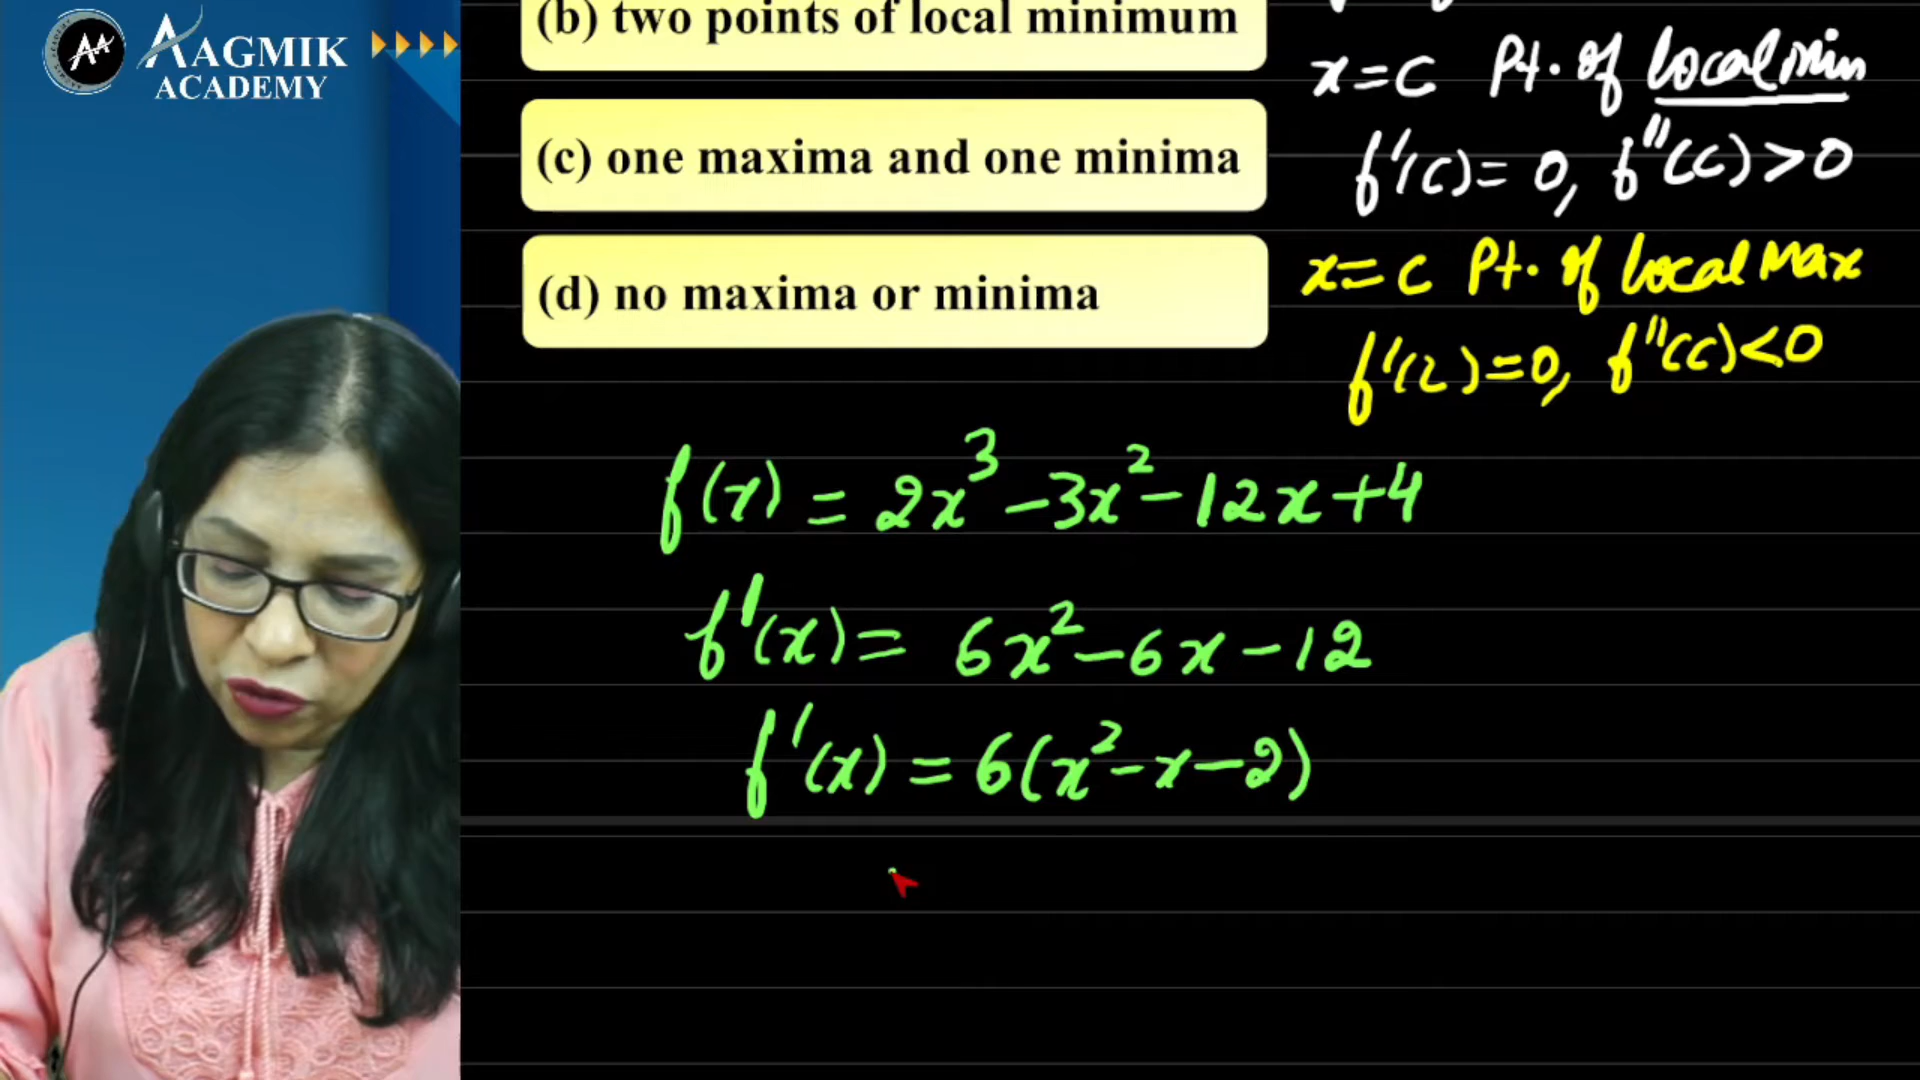 AAGMIK
ACADEMY
(b) two points of local minimum
(c) one maxima and one minima
(d) no maxima or minima
x=c Pt. of local min
f'(c)=0, f''(c)>0
x=c Pt. of local Max
f'(c)=0, f''(c)<0
f(x) = 2x³-3x²-12x+4
f'(x)= 6x²-6x-12
f'(x)=6(x²-x-2)